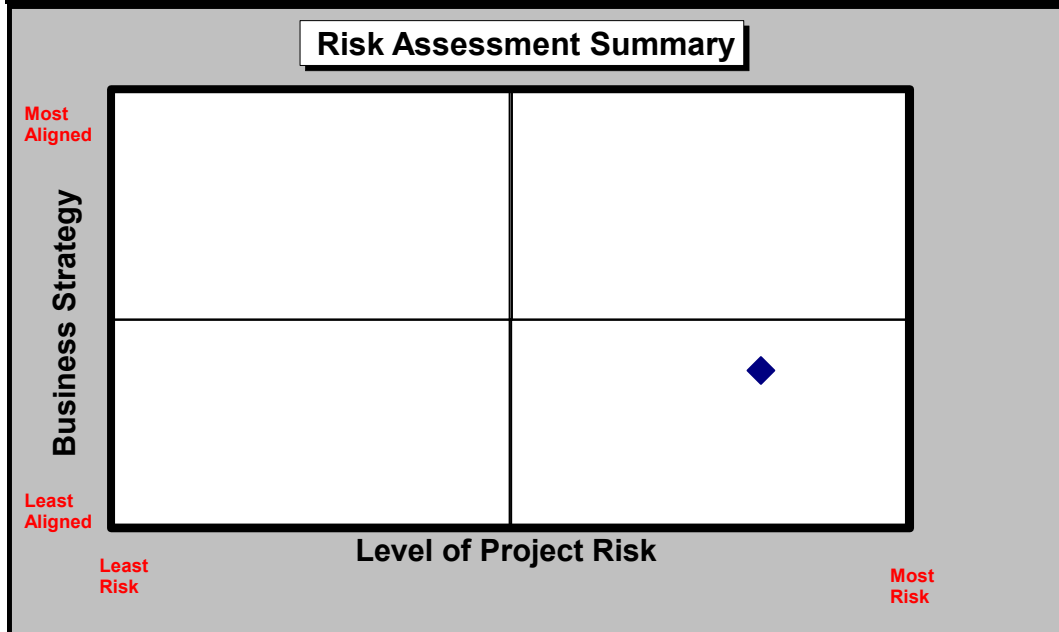 Risk Assessment Summary
Most
Aligned
Business Strategy
Least
Aligned
Level of Project Risk
Least
Risk
Most
Risk